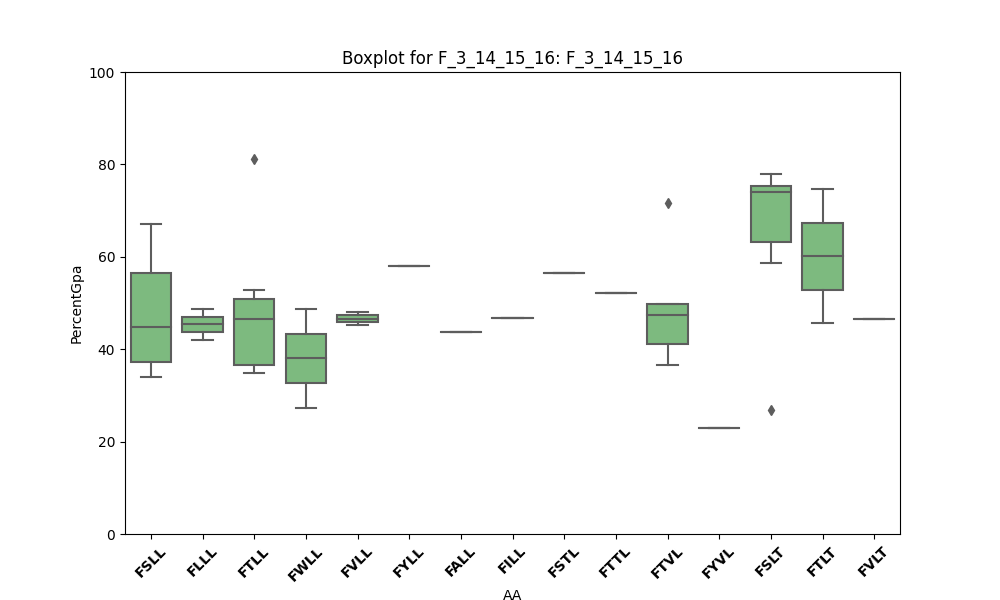 Boxplot for F_3_14_15_16: F_3_14_15_16
100
80
60
40
20
0
PercentGpa
FSLL FLLL FTLL FWLL FVLL FYLL FALL FILL FSTL FTTL FTVL FYVL FSLT FTLT FVLT
AA